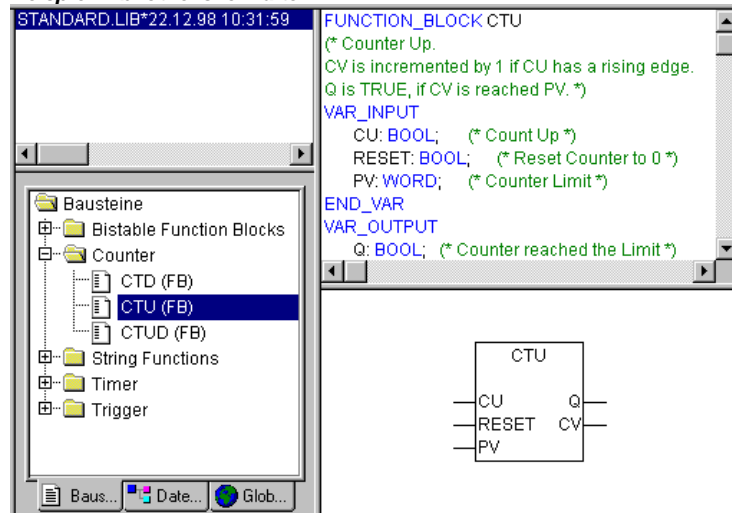 STANDARD.LIB*22.12.98 10:31:59
FUNCTION_BLOCK CTU
(* Counter Up.
CV is incremented by 1 if CU has a rising edge.
Q is TRUE, if CV is reached PV. *)
VAR_INPUT
CU: BOOL; (* Count Up *)
RESET: BOOL; (* Reset Counter to 0 *)
PV: WORD; (* Counter Limit *)
END_VAR
VAR_OUTPUT
Q: BOOL; (* Counter reached the Limit *)
Bausteine
Bistable Function Blocks
Counter
CTD (FB)
CTU (FB)
CTUD (FB)
String Functions
Timer
Trigger
Baus... Date... Glob...
CTU
CU Q
RESET CV
PV